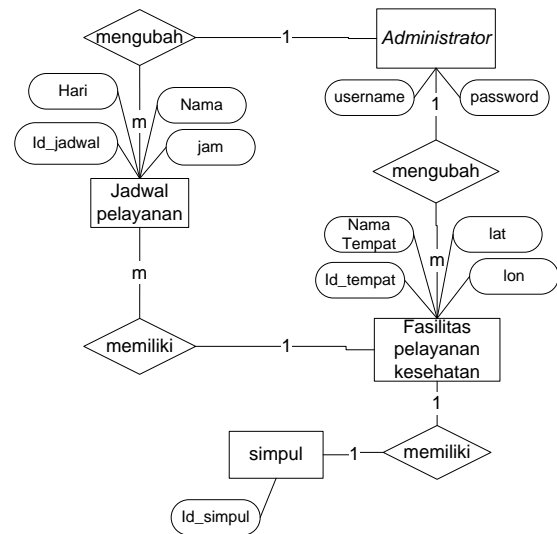 mengubah
1
Administrator
Hari
Nama
username
password
m
1
Id_jadwal
jam
mengubah
Jadwal
pelayanan
Nama
Tempat
lat
m
m
Id_tempat
lon
memiliki
1
Fasilitas
pelayanan
kesehatan
1
simpul
1
memiliki
Id_simpul